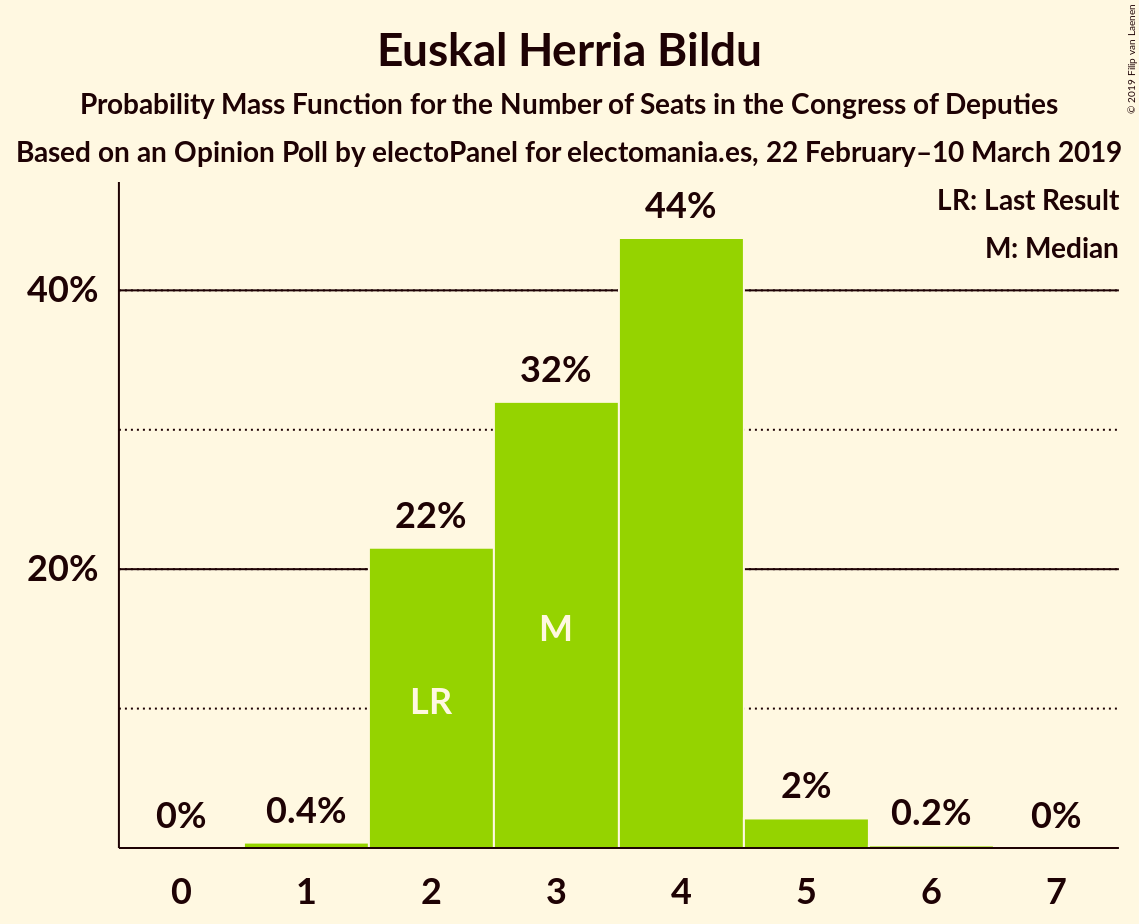 Euskal Herria Bildu
Probability Mass Function for the Number of Seats in the Congress of Deputies
Based on an Opinion Poll by electoPanel for electomania.es, 22 February–10 March 2019
© 2019 Filip van Laenen
LR: Last Result
M: Median
44%
40%
32%
22%
20%
M
LR
2%
0%
0.4%
0.2%
0%
0 1 2 3 4 5 6 7